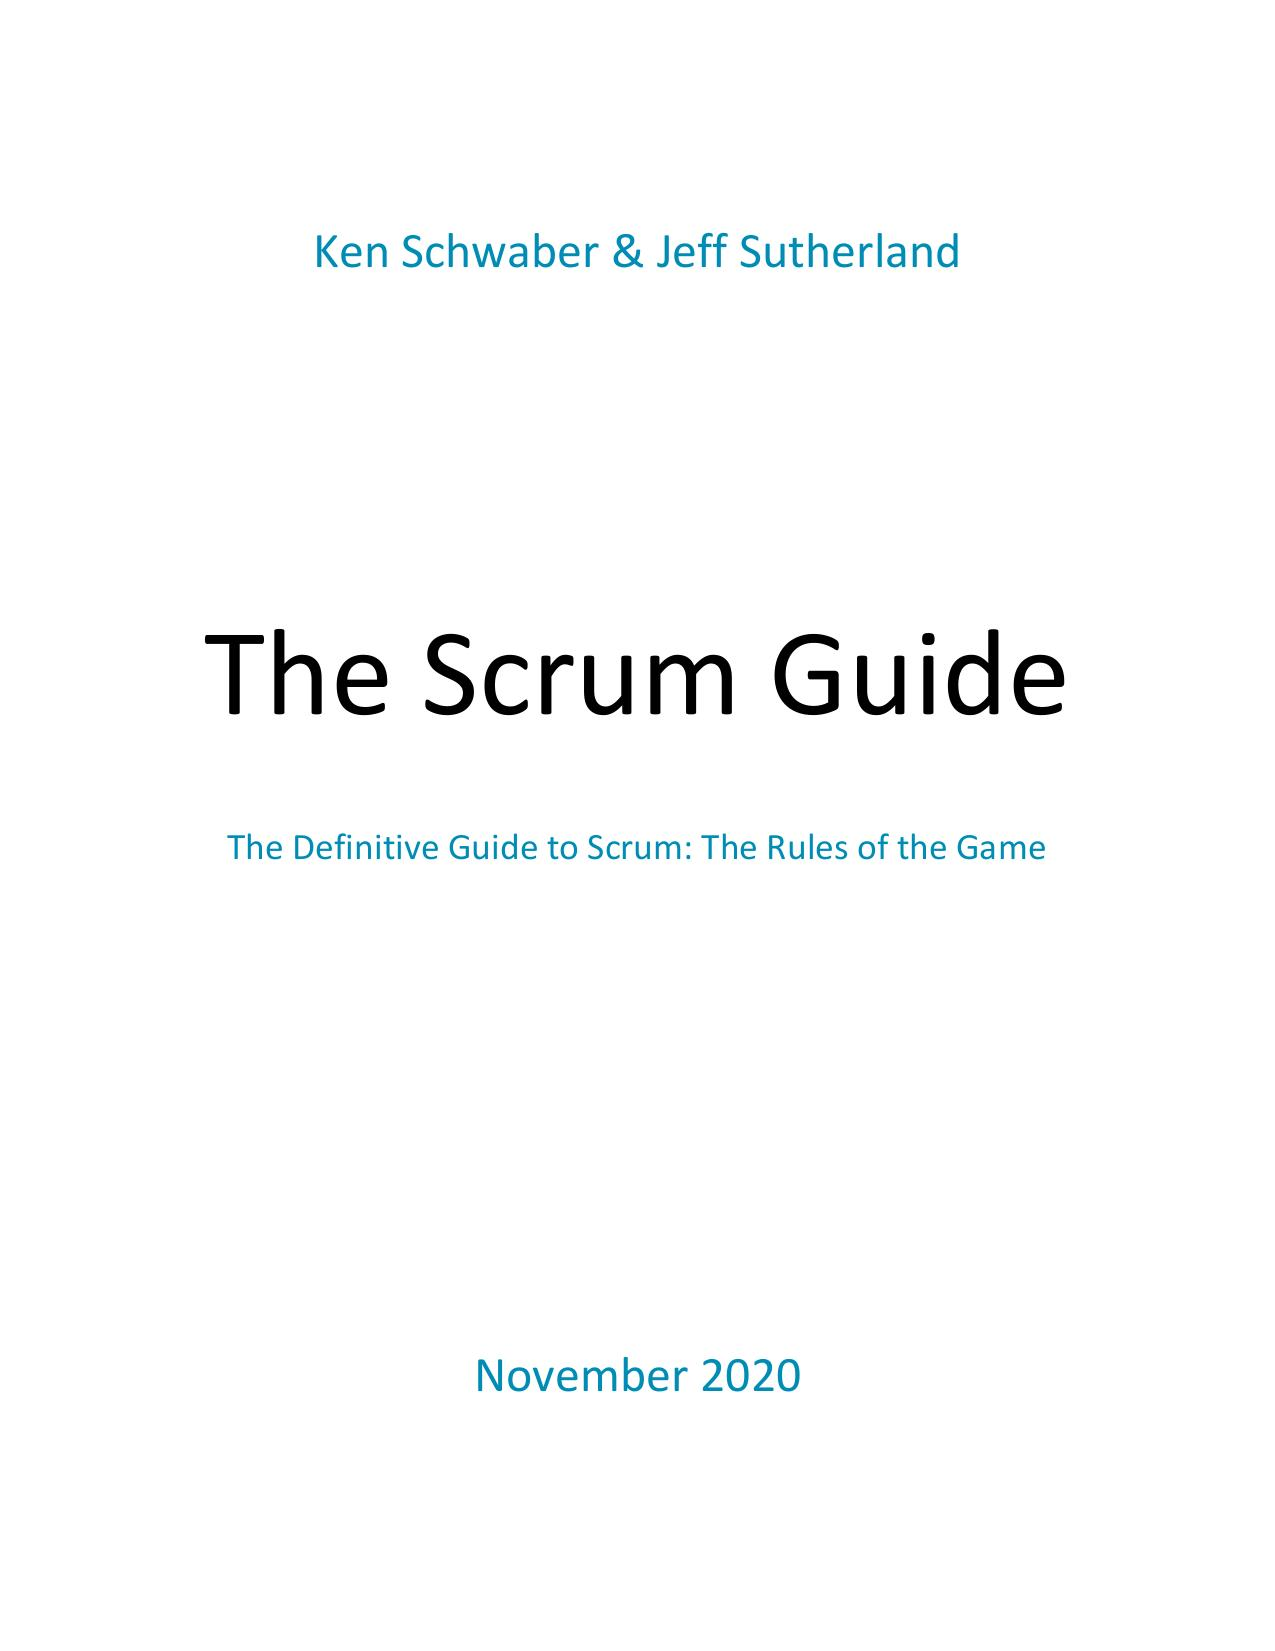 Ken Schwaber & Jeff Sutherland
The Scrum Guide
The Definitive Guide to Scrum: The Rules of the Game
November 2020